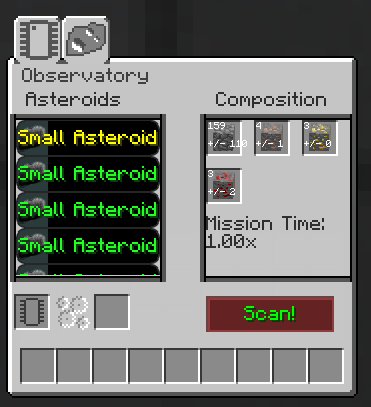 Observatory
Asteroids
Composition
Small Asteroid
Small Asteroid
Small Asteroid
Small Asteroid
159
+/- 110
4
+/- 1
3
+/- 0
3
+/- 2
Mission Time:
1.00x
Scan!